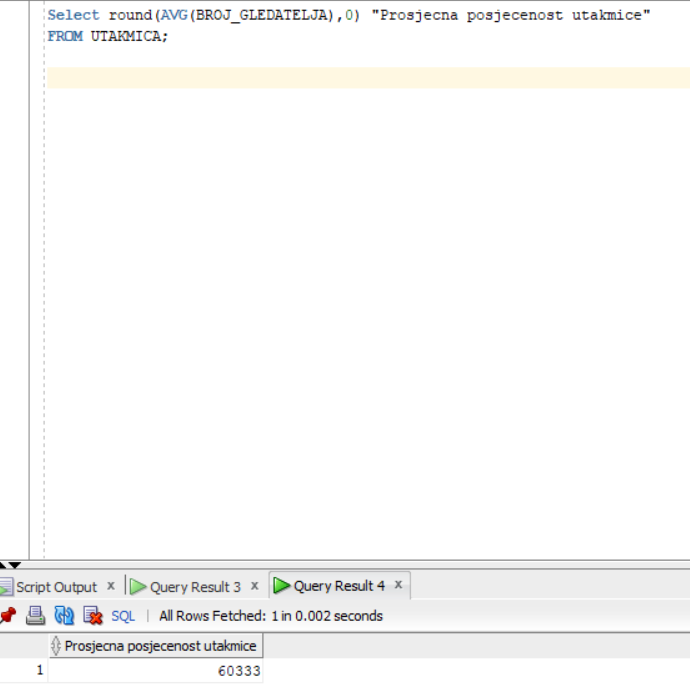 Select round(AVG(BROJ_GLEDATELJA),0) "Prosjecna posjecenost utakmice"
FROM UTAKMICA;
Script Output x Query Result 3 x Query Result 4 x
SQL | All Rows Fetched: 1 in 0.002 seconds
Prosjecna posjecenost utakmice
1 60333